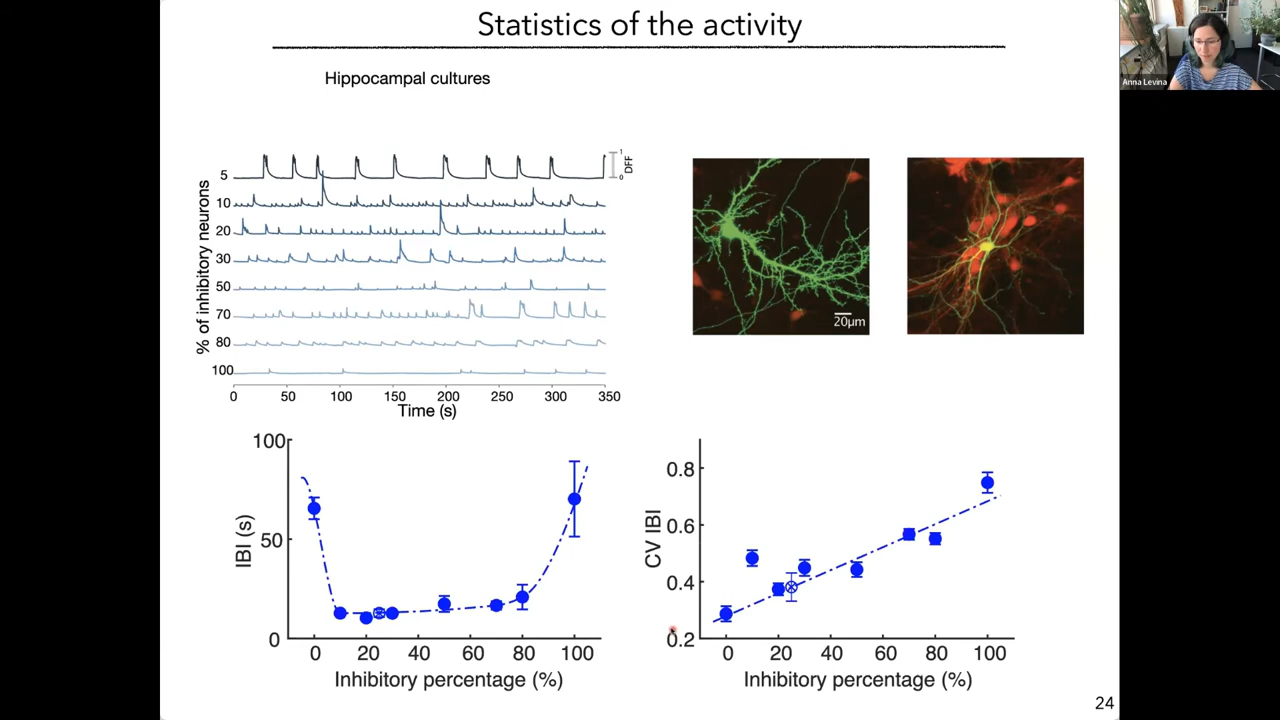 Statistics of the activity
Anna Levina
Hippocampal cultures
% of inhibitory neurons
5
10
20
30
50
70
80
100
1
0
DFF
0 50 100 150 200 250 300 350
Time (s)
20μm
IBI (s)
100
50
0
0 20 40 60 80 100
Inhibitory percentage (%)
CV IBI
0.8
0.6
0.4
0.2
0 20 40 60 80 100
Inhibitory percentage (%)
24